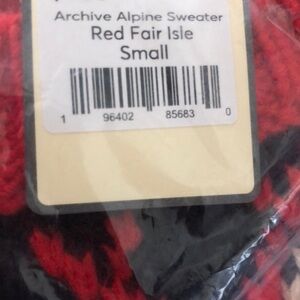 Archive Alpine Sweater
Red Fair Isle
Small
1 96402 85683 0